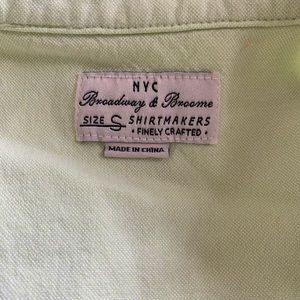 NYC
Broadway & Broome
SIZE S SHIRTMAKERS
• FINELY CRAFTED •
MADE IN CHINA